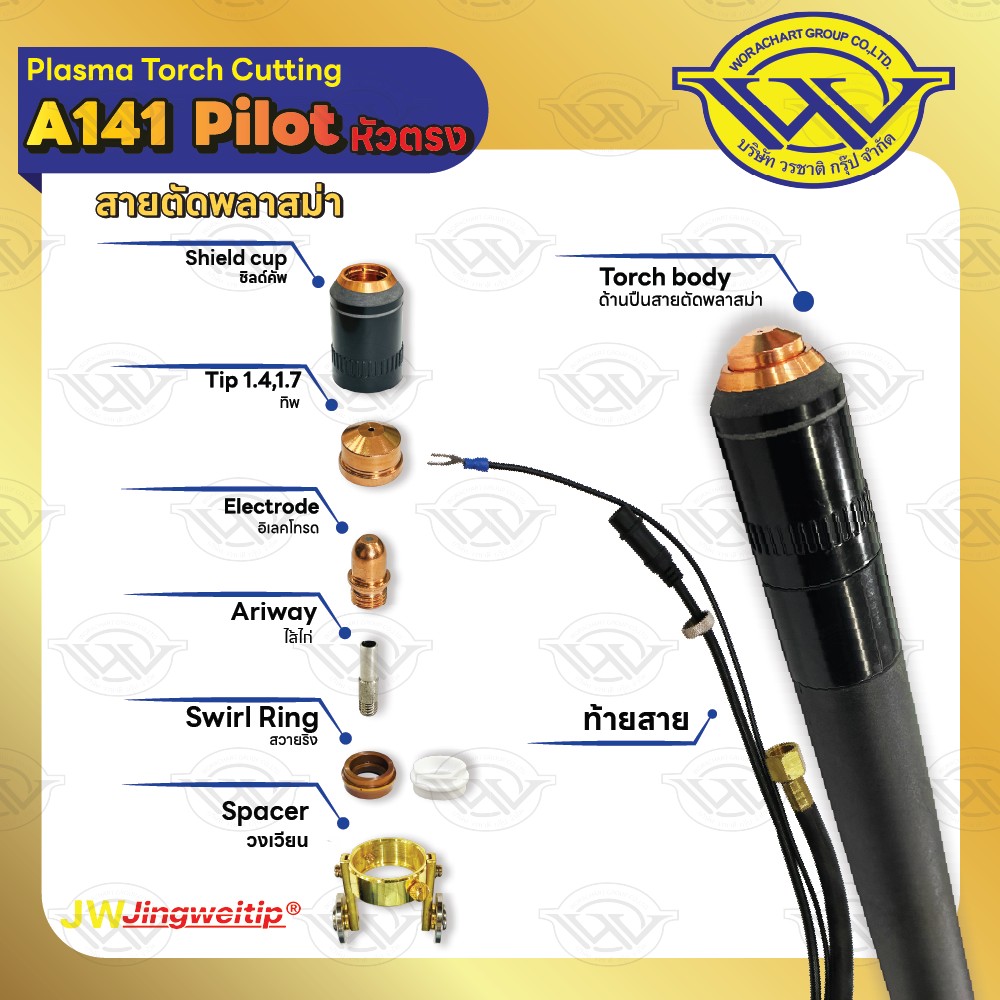 Plasma Torch Cutting
A141 Pilot หัวตรง
WORACHART GROUP CO.,LTD.
W
บริษัท วรชาติ กรุ๊ป จำกัด
สายตัดพลาสม่า
Shield cup
ชิลด์คัพ
Torch body
ด้านปืนสายตัดพลาสม่า
Tip 1.4,1.7
ทิพ
Electrode
อิเลคโทรด
Ariway
ไส้ไก่
Swirl Ring
สวายริง
ท้ายสาย
Spacer
วงเวียน
JW Jingweitip®